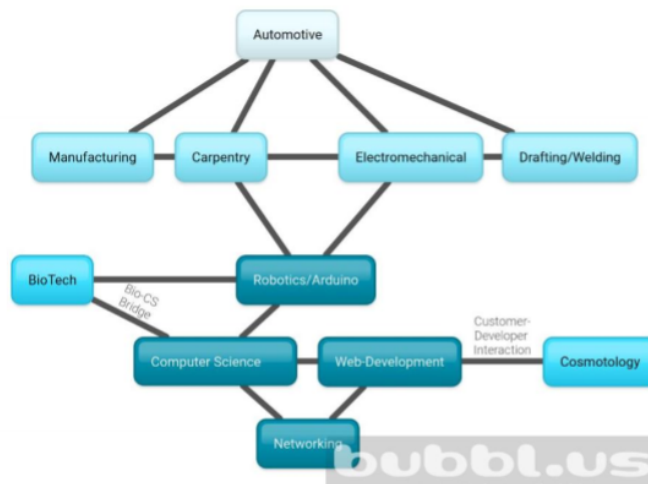 Automotive
Manufacturing
Carpentry
Electromechanical
Drafting/Welding
BioTech
Robotics/Arduino
Bio-CS
Bridge
Computer Science
Web-Development
Customer-
Developer
Interaction
Cosmotology
Networking
bubbl.us